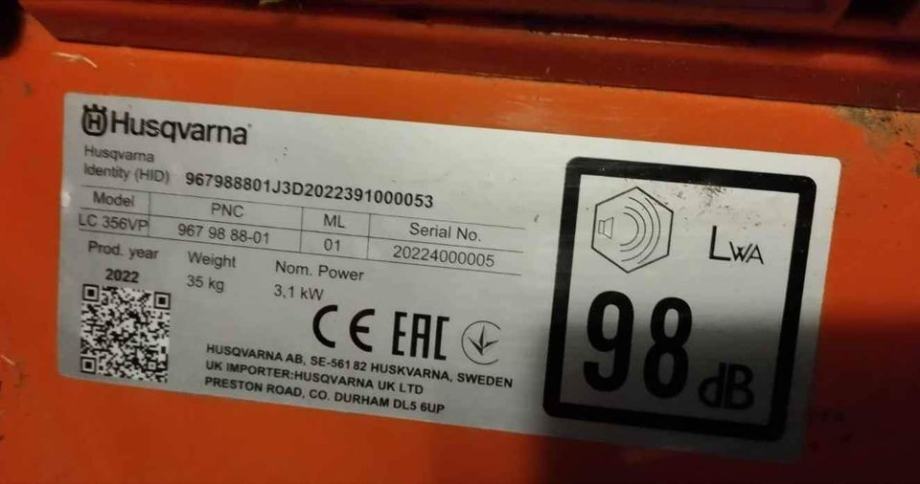 Husqvarna
Husqvarna
Identity (HID) 967988801J3D2022391000053
Model PNC ML Serial No.
LC 356VP 967 98 88-01 01 20224000005
Prod. year Weight Nom. Power
2022 35 kg 3,1 kW
CE EAC
HUSQVARNA AB, SE-561 82 HUSKVARNA, SWEDEN
UK IMPORTER:HUSQVARNA UK LTD
PRESTON ROAD, CO. DURHAM DL5 6UP
LWA
98 dB